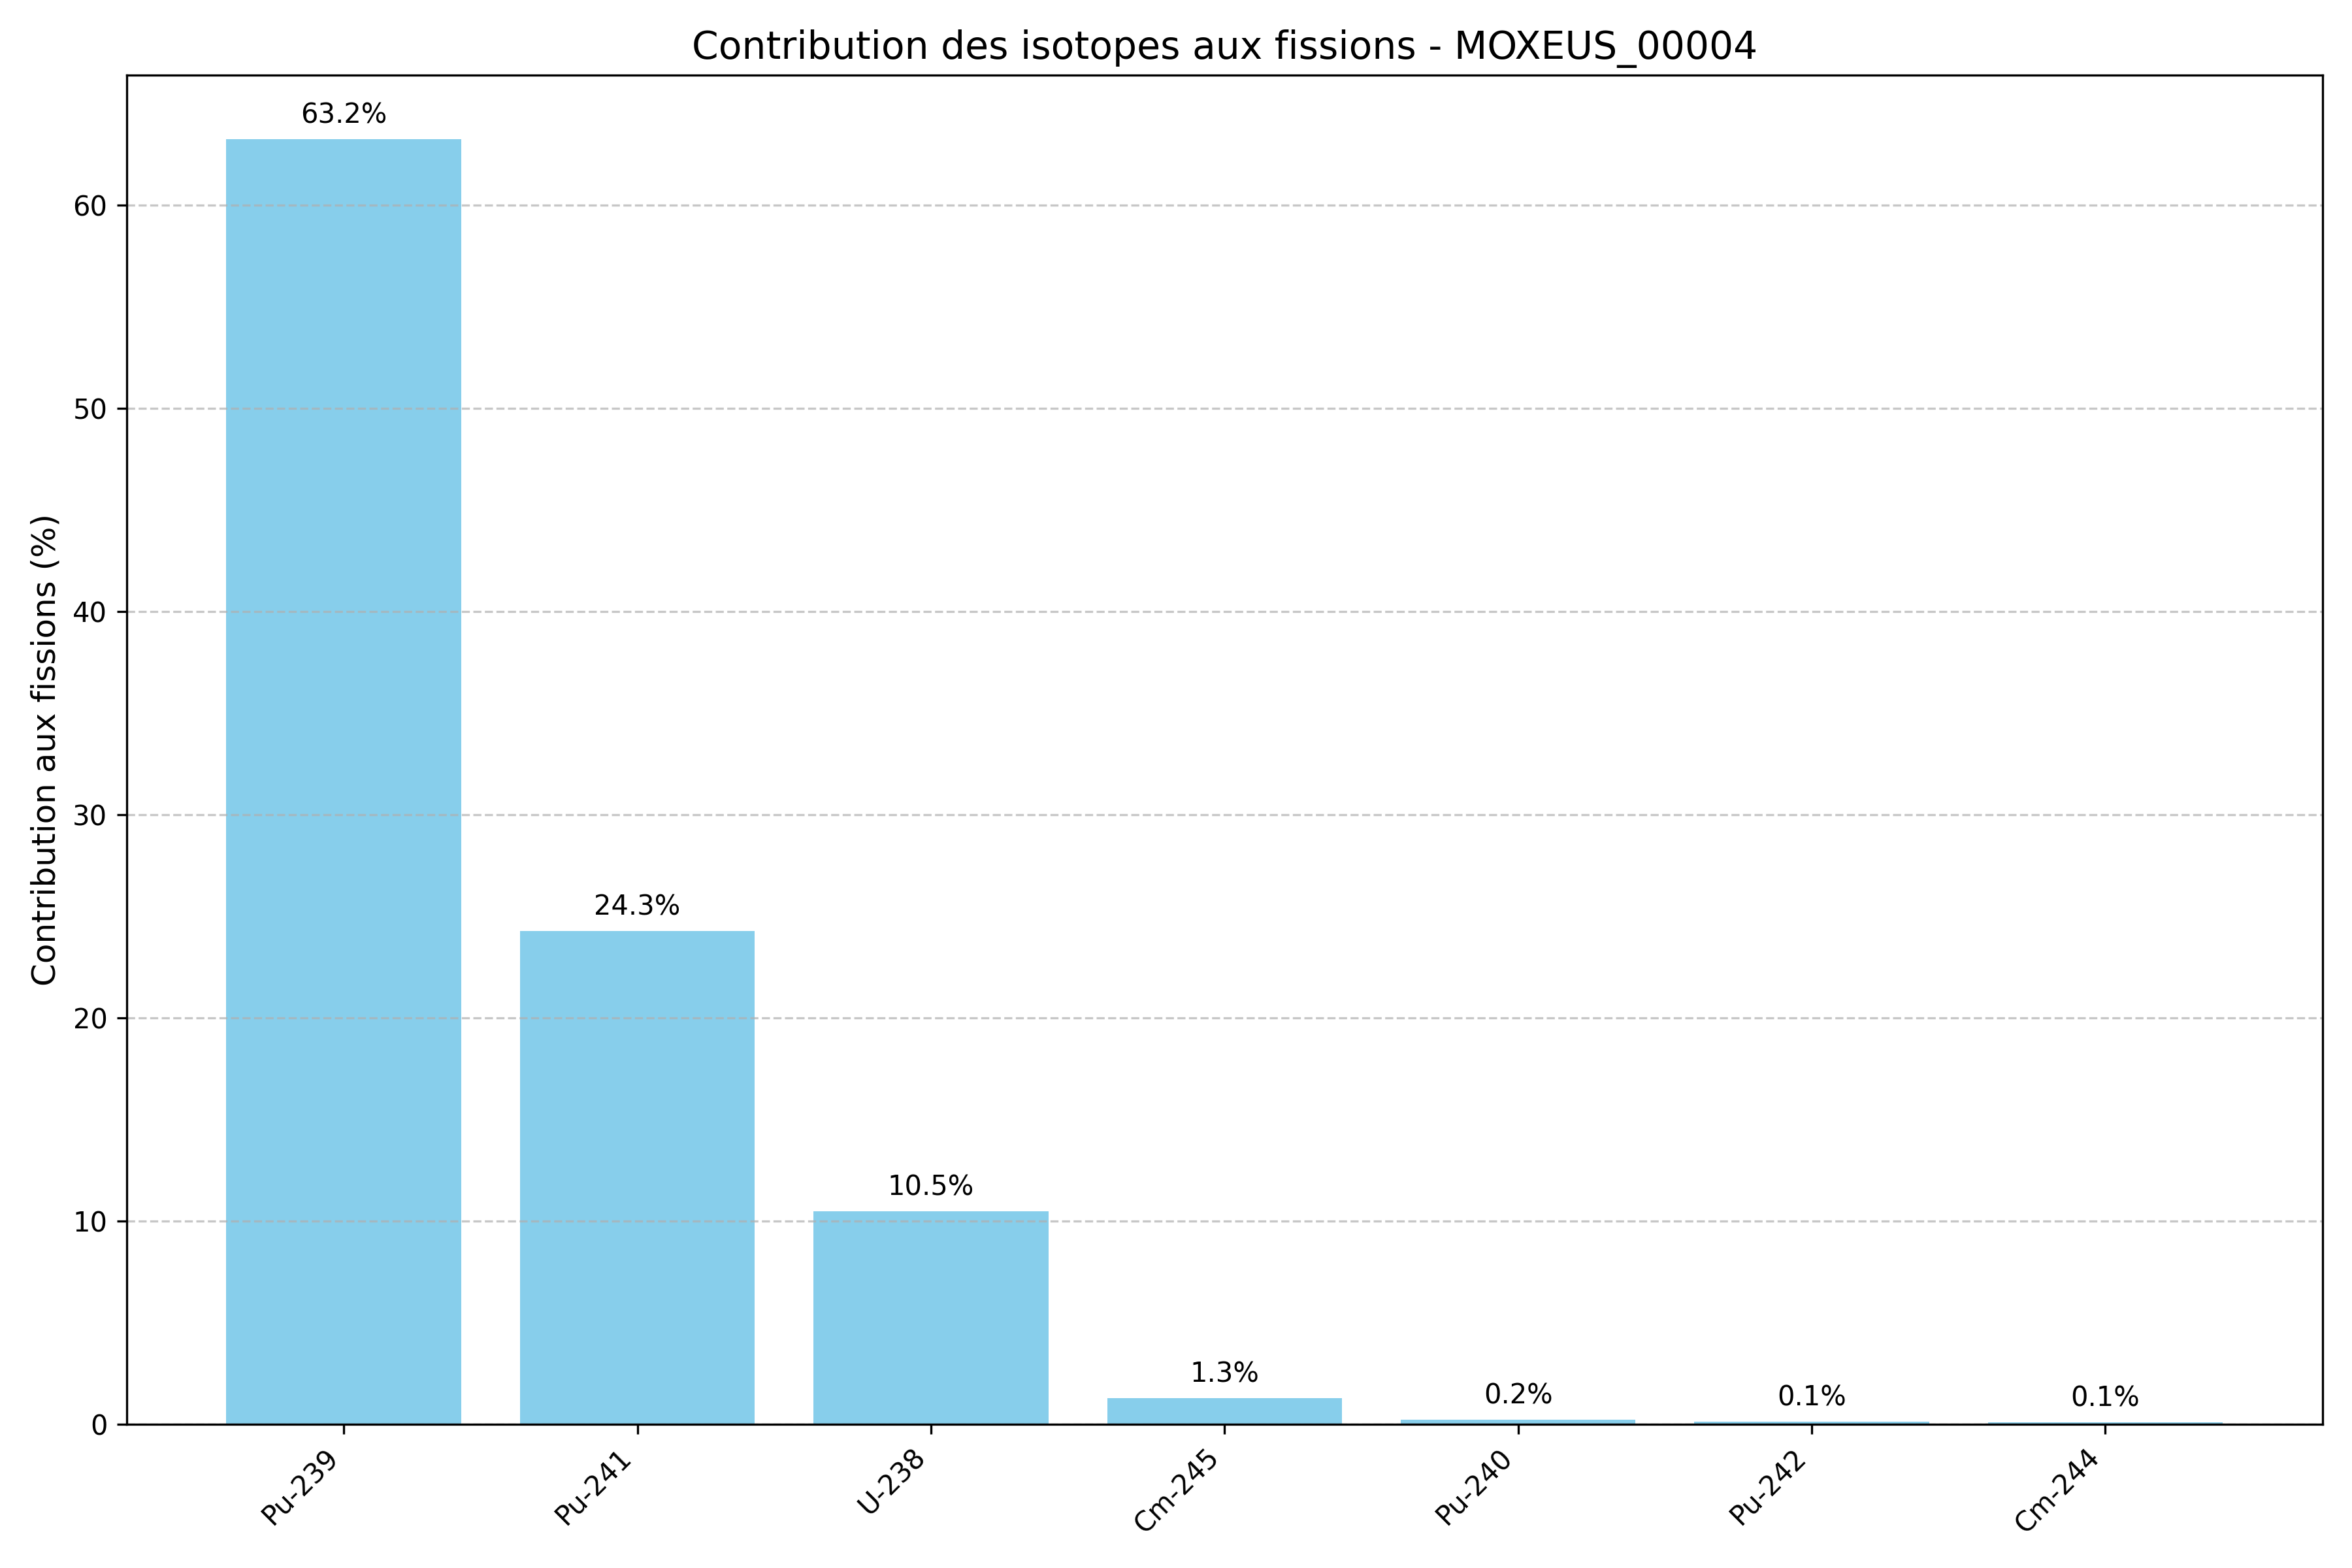 Contribution des isotopes aux fissions - MOXEUS_00004
Contribution aux fissions (%)
60
50
40
30
20
10
0
63.2%
24.3%
10.5%
1.3%
0.2%
0.1%
0.1%
Pu-239
Pu-241
U-238
Cm-245
Pu-240
Pu-242
Cm-244